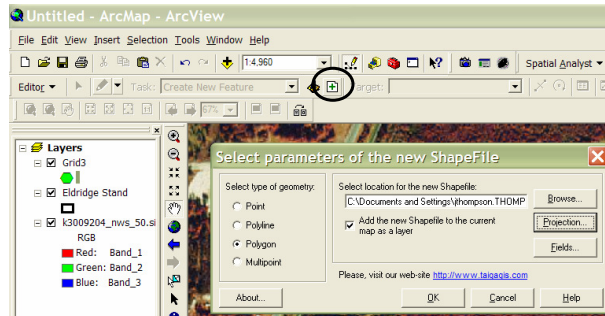 Untitled - ArcMap - ArcView
File Edit View Insert Selection Tools Window Help
1:4,960
Spatial Analyst
Editor
Task: Create New Feature
Target:
67%
Layers
Grid3
Eldridge Stand
k3009204_nws_50.si
RGB
Red: Band_1
Green: Band_2
Blue: Band_3
Select parameters of the new ShapeFile
Select type of geometry:
Point
Polyline
Polygon
Multipoint
Select location for the new Shapefile:
C:\Documents and Settings\jthompson.THOMP
Browse...
Add the new Shapefile to the current
map as a layer
Projection...
Fields...
Please, visit our web-site http://www.taigagis.com
About...
OK
Cancel
Help